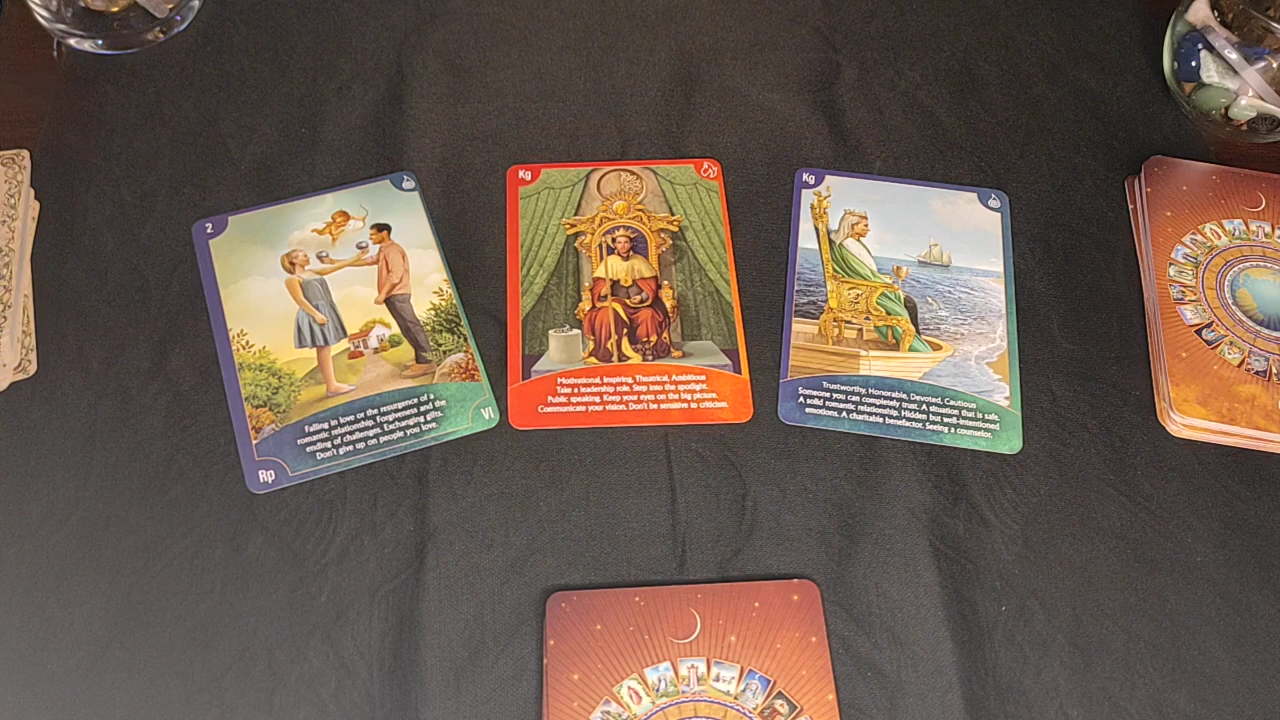 2
Falling in love or the resurgence of a
romantic relationship. Forgiveness and the
ending of challenges. Exchanging gifts.
Don't give up on people you love.
Rp
VI
Kg
Motivational, Inspiring, Theatrical, Ambitious
Take a leadership role. Step into the spotlight.
Public speaking. Keep your eyes on the big picture.
Communicate your vision. Don't be sensitive to criticism.
Kg
Trustworthy, Honorable, Devoted, Cautious
Someone you can completely trust. A situation that is safe.
A solid romantic relationship. Hidden but well-intentioned
emotions. A charitable benefactor. Seeing a counselor.